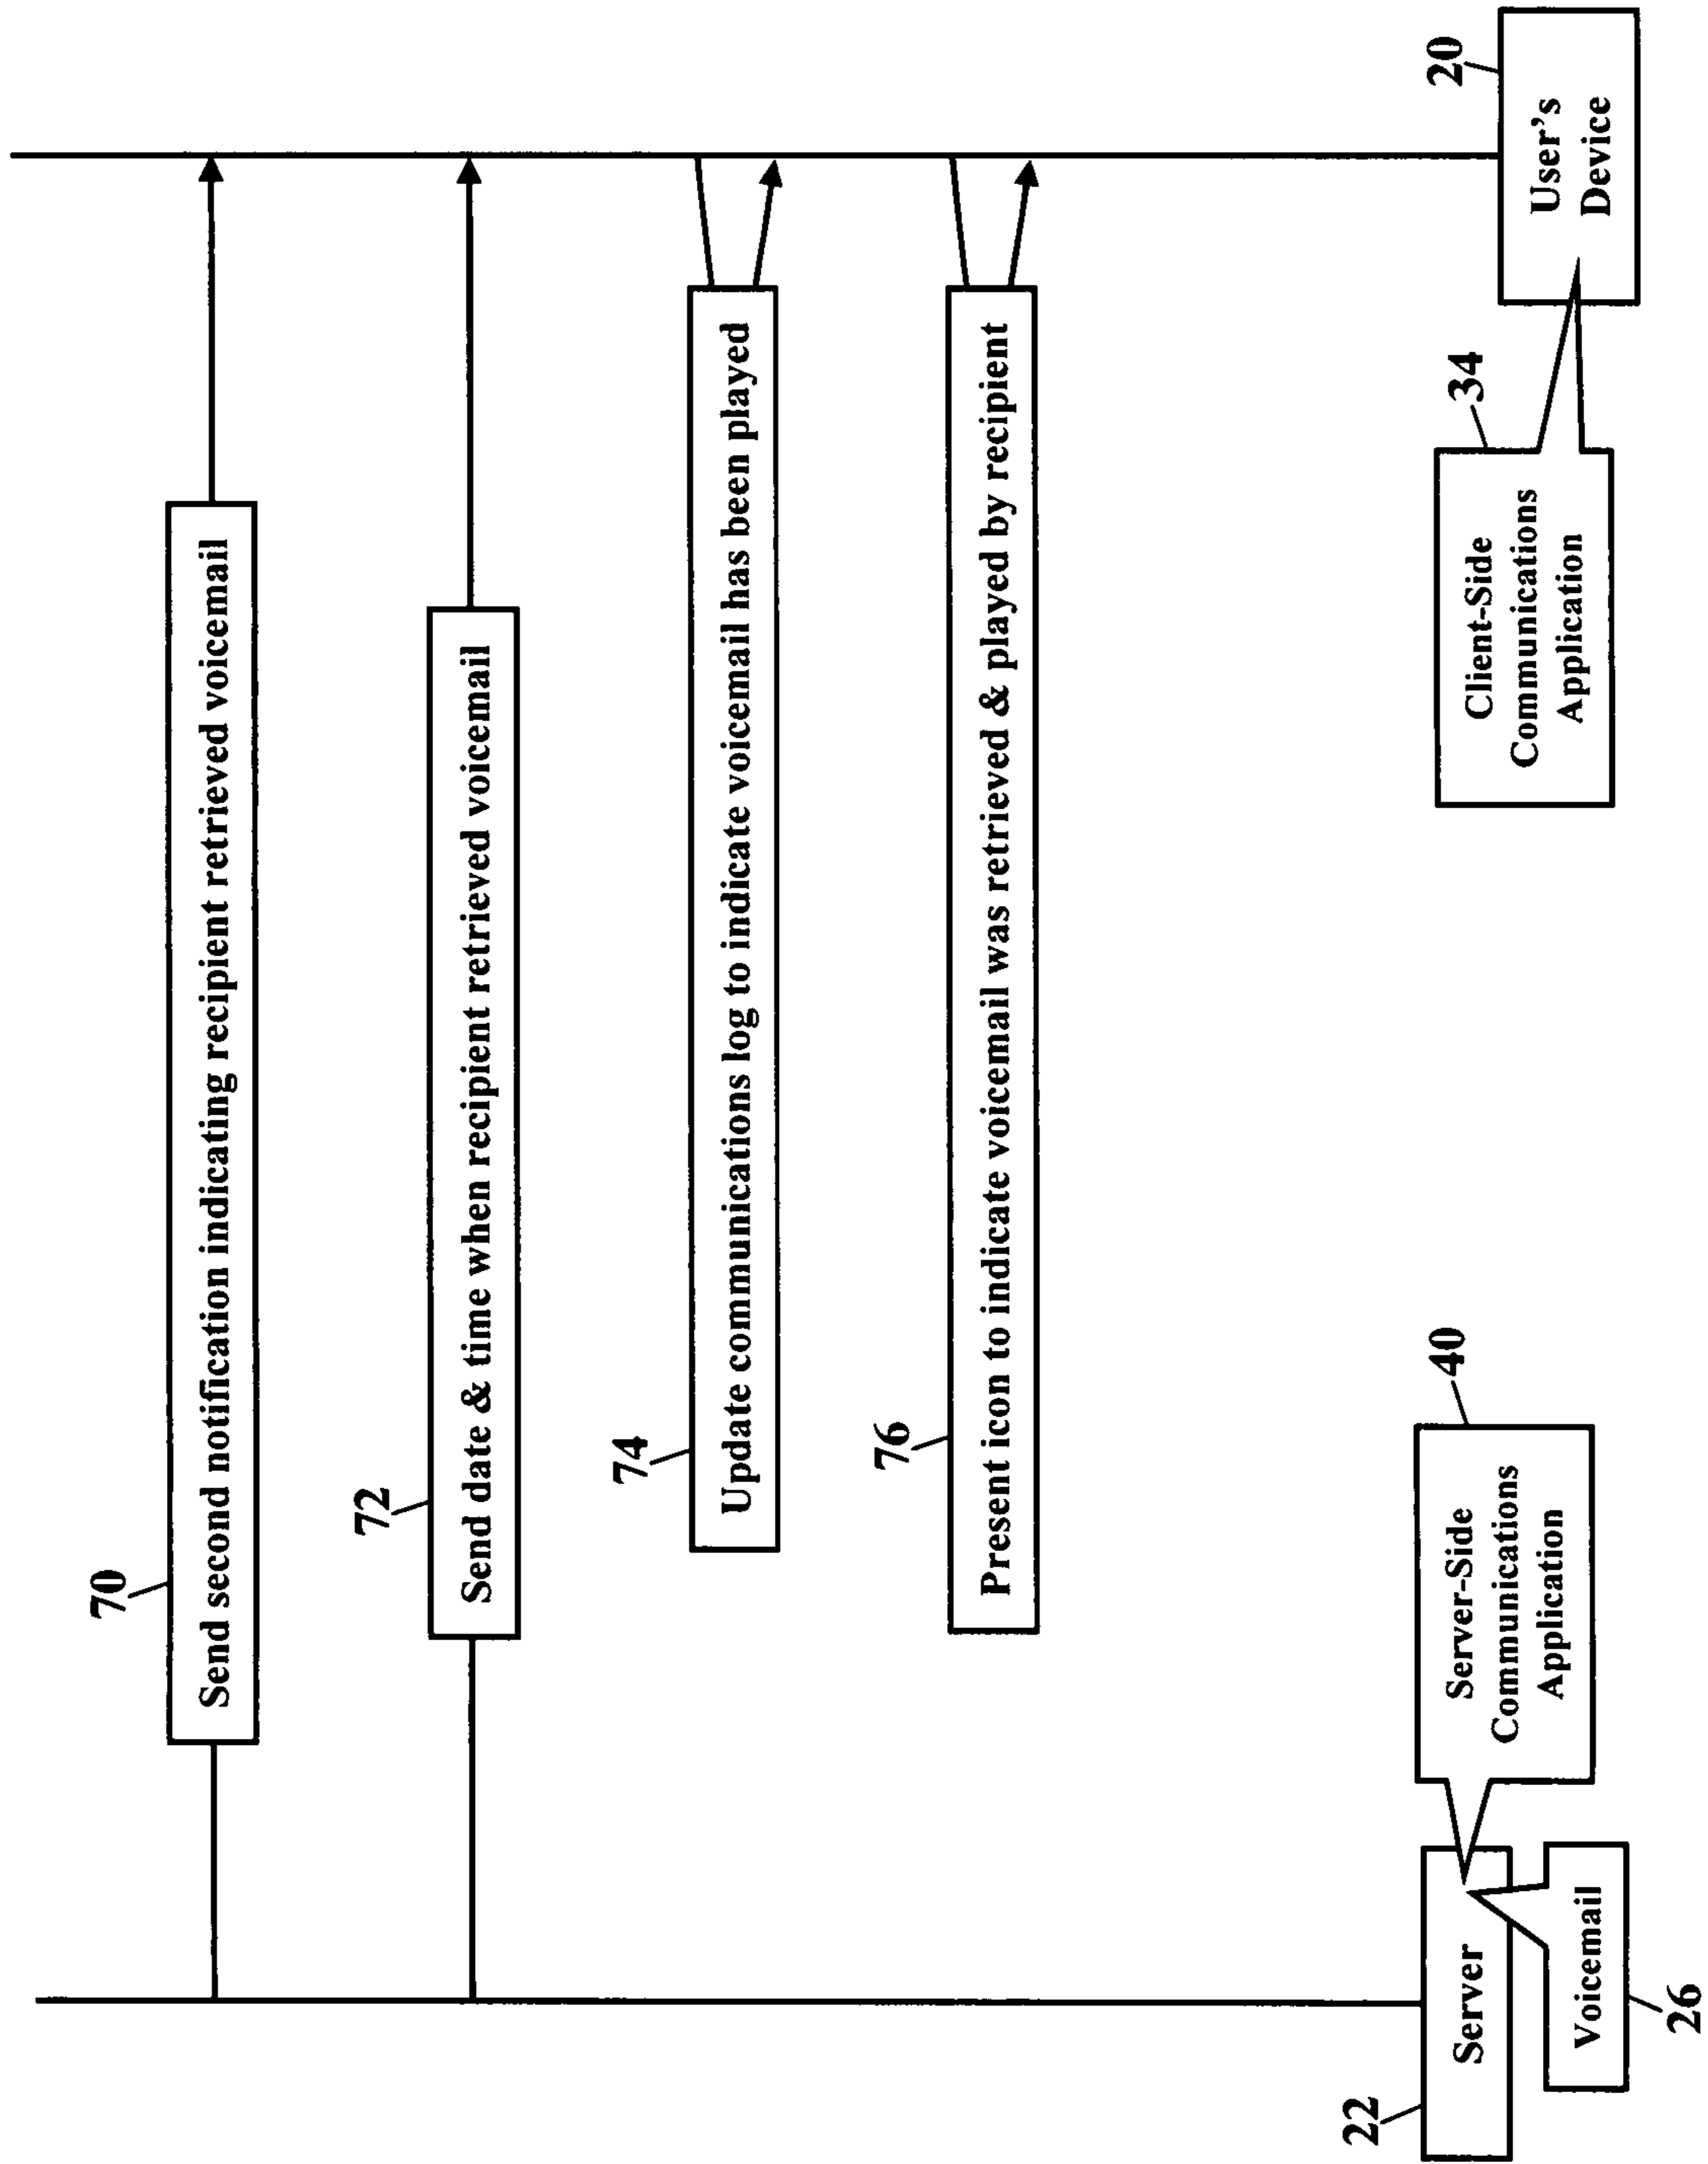 70
Send second notification indicating recipient retrieved voicemail
72
Send date & time when recipient retrieved voicemail
74
Update communications log to indicate voicemail has been played
76
Present icon to indicate voicemail was retrieved & played by recipient
22
Server
Voicemail
26
40
Server-Side
Communications
Application
34
Client-Side
Communications
Application
20
User's
Device